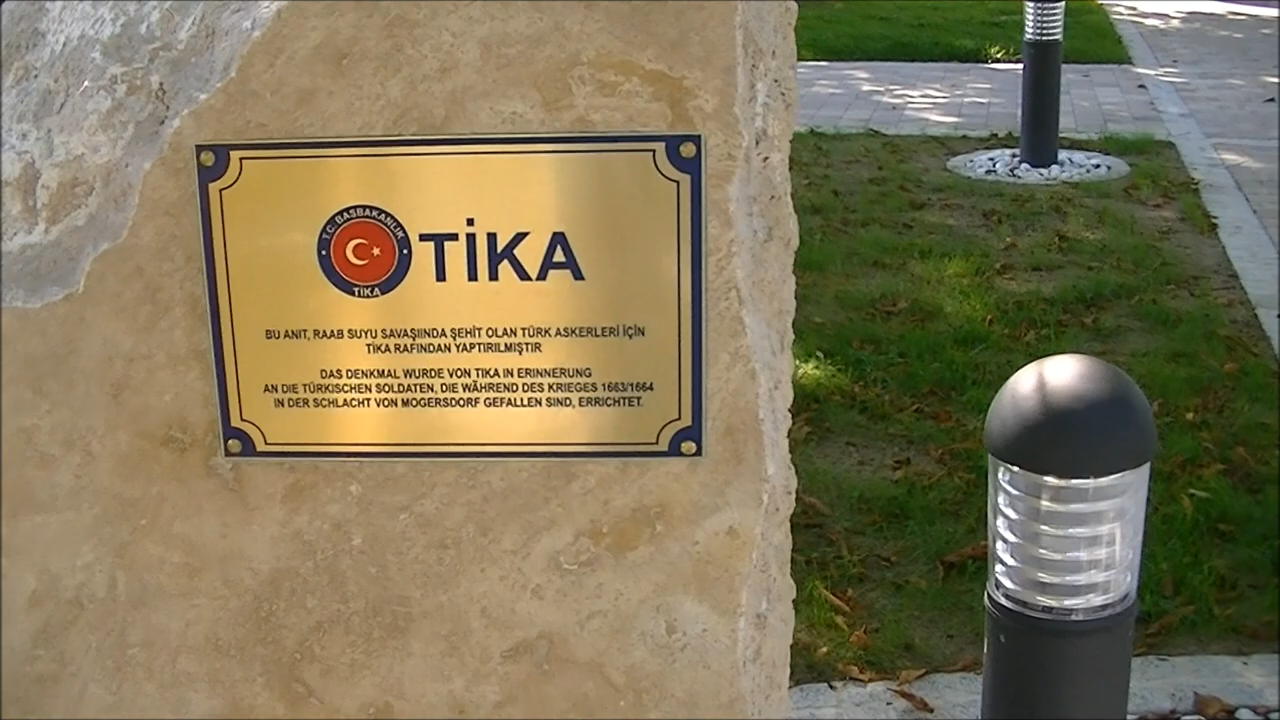 T.C. BAŞBAKANLIK
TİKA
TİKA
BU ANIT, RAAB SUYU SAVAŞIINDA ŞEHİT OLAN TÜRK ASKERLERİ İÇİN
TİKA RAFINDAN YAPTIRILMIŞTIR
DAS DENKMAL WURDE VON TIKA IN ERINNERUNG
AN DIE TÜRKISCHEN SOLDATEN, DIE WÄHREND DES KRIEGES 1663/1664
IN DER SCHLACHT VON MOGERSDORF GEFALLEN SIND, ERRICHTET.